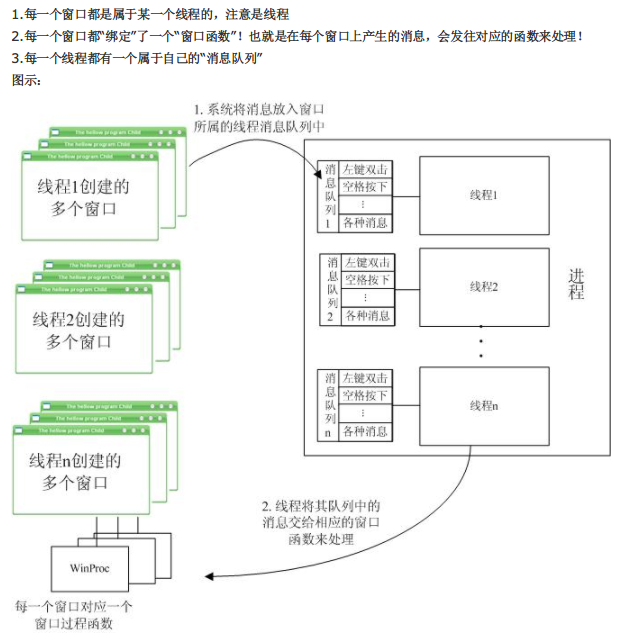 1.每一个窗口都是属于某一个线程的，注意是线程
2.每一个窗口都“绑定”了一个“窗口函数”！也就是在每个窗口上产生的消息，会发往对应的函数来处理！
3.每一个线程都有一个属于自己的“消息队列”
图示：
1. 系统将消息放入窗口
所属的线程消息队列中
The hellow program Child
The hellow program Child
The hellow program Child
线程1创建的
多个窗口
消息队列1
左键双击
空格按下
⋮
各种消息
线程1
The hellow program Child
The hellow program Child
The hellow program Child
线程2创建的
多个窗口
消息队列2
左键双击
空格按下
⋮
各种消息
线程2
进程
The hellow program Child
The hellow program Child
The hellow program Child
线程n创建的
多个窗口
消息队列n
左键双击
空格按下
⋮
各种消息
线程n
2. 线程将其队列中的
消息交给相应的窗口
函数来处理
WinProc
每一个窗口对应一个
窗口过程函数